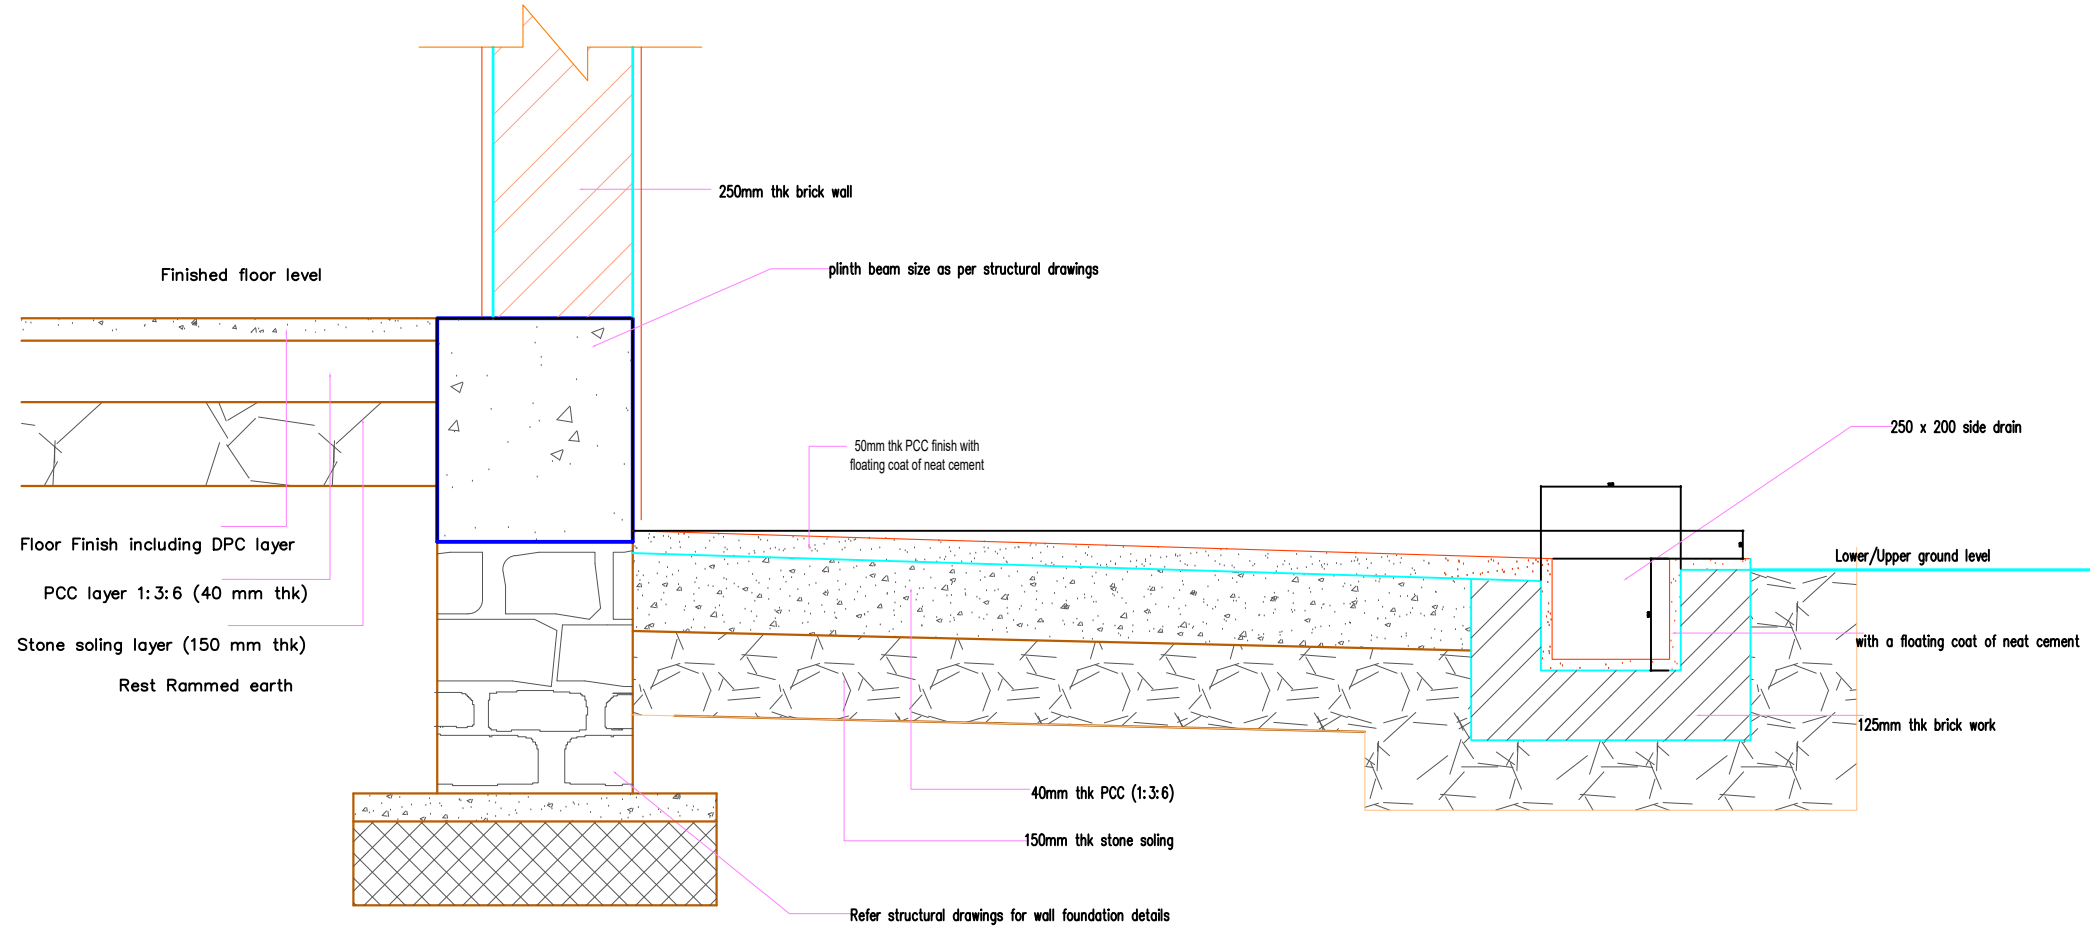 250mm thk brick wall
Finished floor level
plinth beam size as per structural drawings
250 x 200 side drain
50mm thk PCC finish with
floating coat of neat cement
Floor Finish including DPC layer
Lower/Upper ground level
PCC layer 1:3:6 (40 mm thk)
Stone soling layer (150 mm thk)
with a floating coat of neat cement
Rest Rammed earth
125mm thk brick work
40mm thk PCC (1:3:6)
150mm thk stone soling
Refer structural drawings for wall foundation details